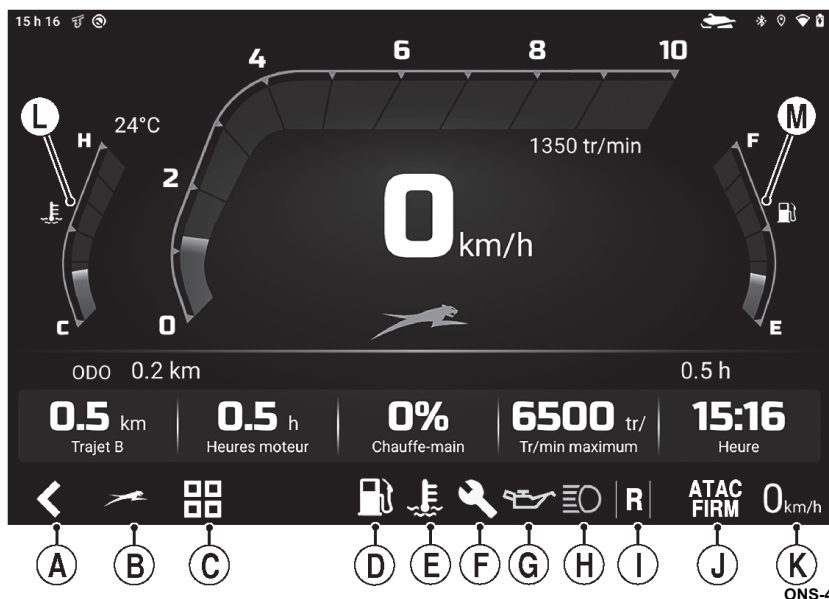 15 h 16
4 6 8 10
L
24°C
H
M
F
1350 tr/min
2
0 km/h
C
0
E
ODO 0.2 km
0.5 h
0.5 km
0.5 h
0%
6500 tr/
15:16
Trajet B
Heures moteur
Chauffe-main
Tr/min maximum
Heure
R
ATAC
FIRM
0 km/h
A B C D E F G H I J K